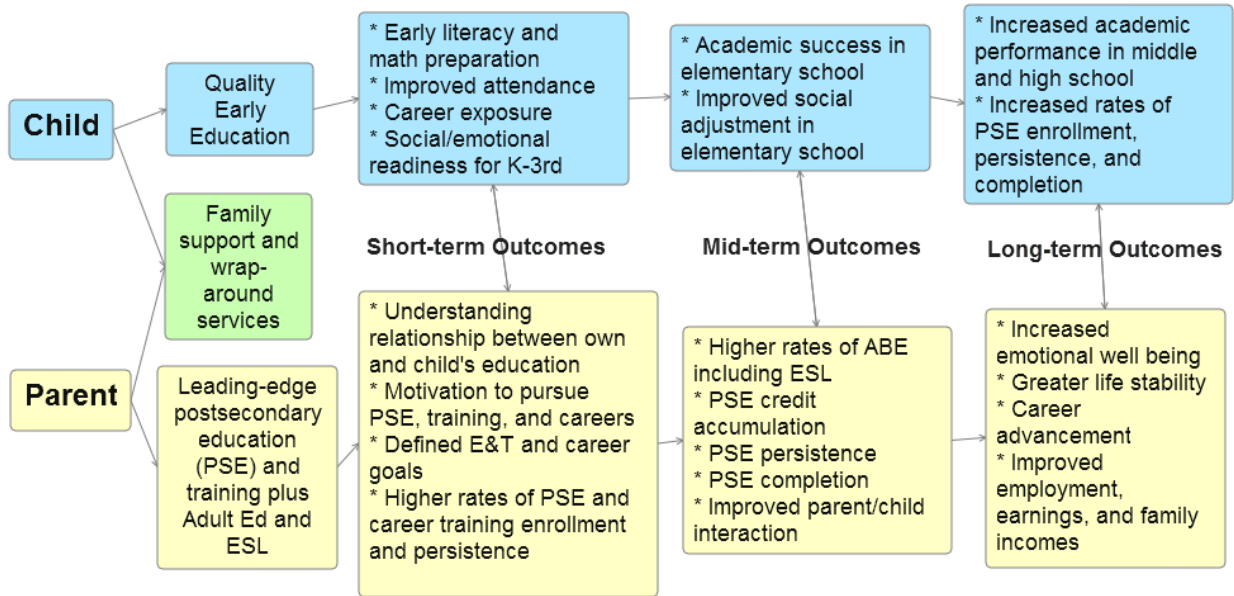 Child
Quality
Early
Education
* Early literacy and
math preparation
* Improved attendance
* Career exposure
* Social/emotional
readiness for K-3rd
* Academic success in
elementary school
* Improved social
adjustment in
elementary school
* Increased academic
performance in middle
and high school
* Increased rates of
PSE enrollment,
persistence, and
completion
Family
support and
wrap-
around
services
Short-term Outcomes
Mid-term Outcomes
Long-term Outcomes
Parent
Leading-edge
postsecondary
education
(PSE) and
training plus
Adult Ed and
ESL
* Understanding
relationship between own
and child's education
* Motivation to pursue
PSE, training, and careers
* Defined E&T and career
goals
* Higher rates of PSE and
career training enrollment
and persistence
* Higher rates of ABE
including ESL
* PSE credit
accumulation
* PSE persistence
* PSE completion
* Improved parent/child
interaction
* Increased
emotional well being
* Greater life stability
* Career
advancement
* Improved
employment,
earnings, and family
incomes